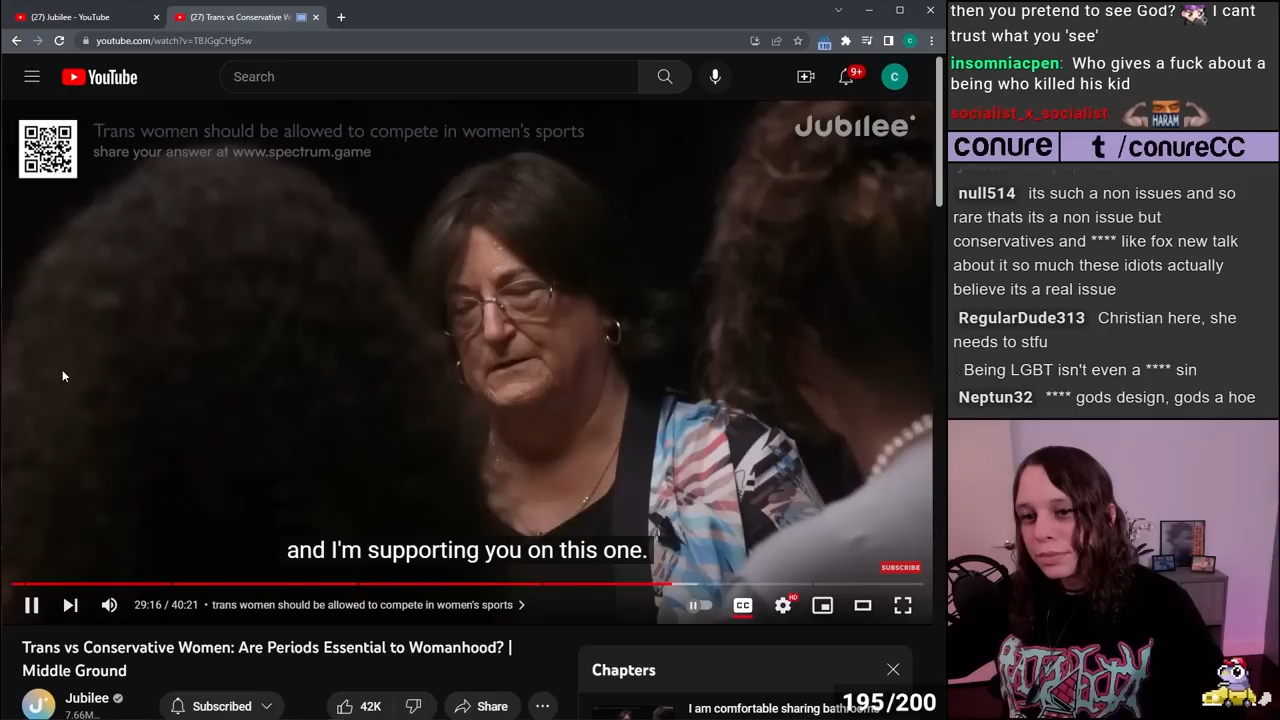 (27) Jubilee - YouTube
(27) Trans vs Conservative W
youtube.com/watch?v=TBJGgCHgf5w
YouTube
Search
9+
C
Trans women should be allowed to compete in women's sports
share your answer at www.spectrum.game
Jubilee
and I'm supporting you on this one.
SUBSCRIBE
29:16 / 40:21 • trans women should be allowed to compete in women's sports
CC
HD
Trans vs Conservative Women: Are Periods Essential to Womanhood? |
Middle Ground
Jubilee
7.66M...
Subscribed
42K
Share
Chapters
I am comfortable sharing bathrooms
195/200
then you pretend to see God? I cant
trust what you 'see'
insomniacpen: Who gives a fuck about a
being who killed his kid
socialist_x_socialist
HARAM
conure t /conureCC
null514 its such a non issues and so
rare thats its a non issue but
conservatives and **** like fox new talk
about it so much these idiots actually
believe its a real issue
RegularDude313 Christian here, she
needs to stfu
Being LGBT isn't even a **** sin
Neptun32 **** gods design, gods a hoe